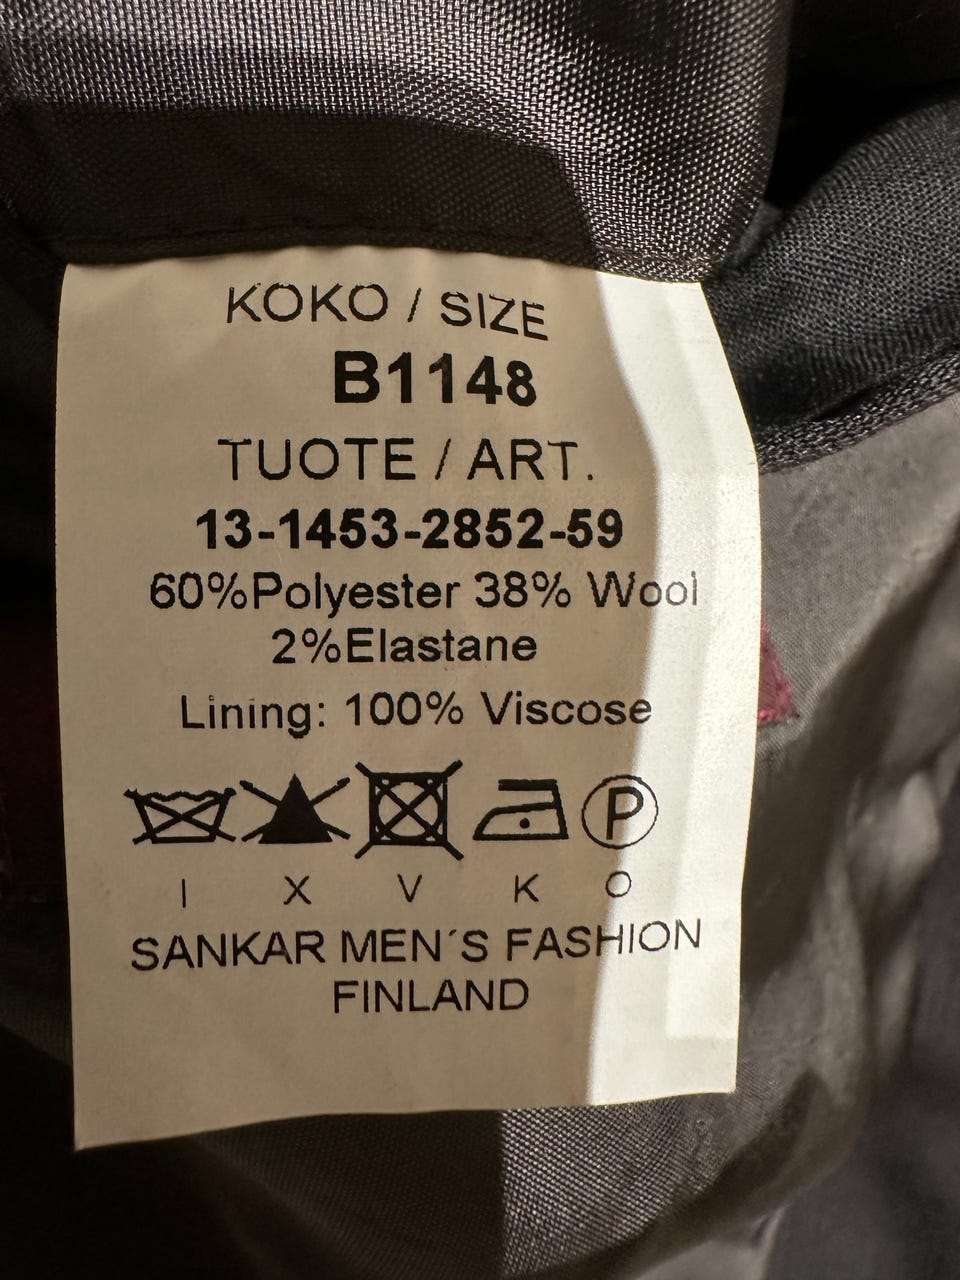 KOKO / SIZE
B1148
TUOTE / ART.
13-1453-2852-59
60%Polyester 38% Wool
2%Elastane
Lining: 100% Viscose
P
I X V K O
SANKAR MEN´S FASHION
FINLAND